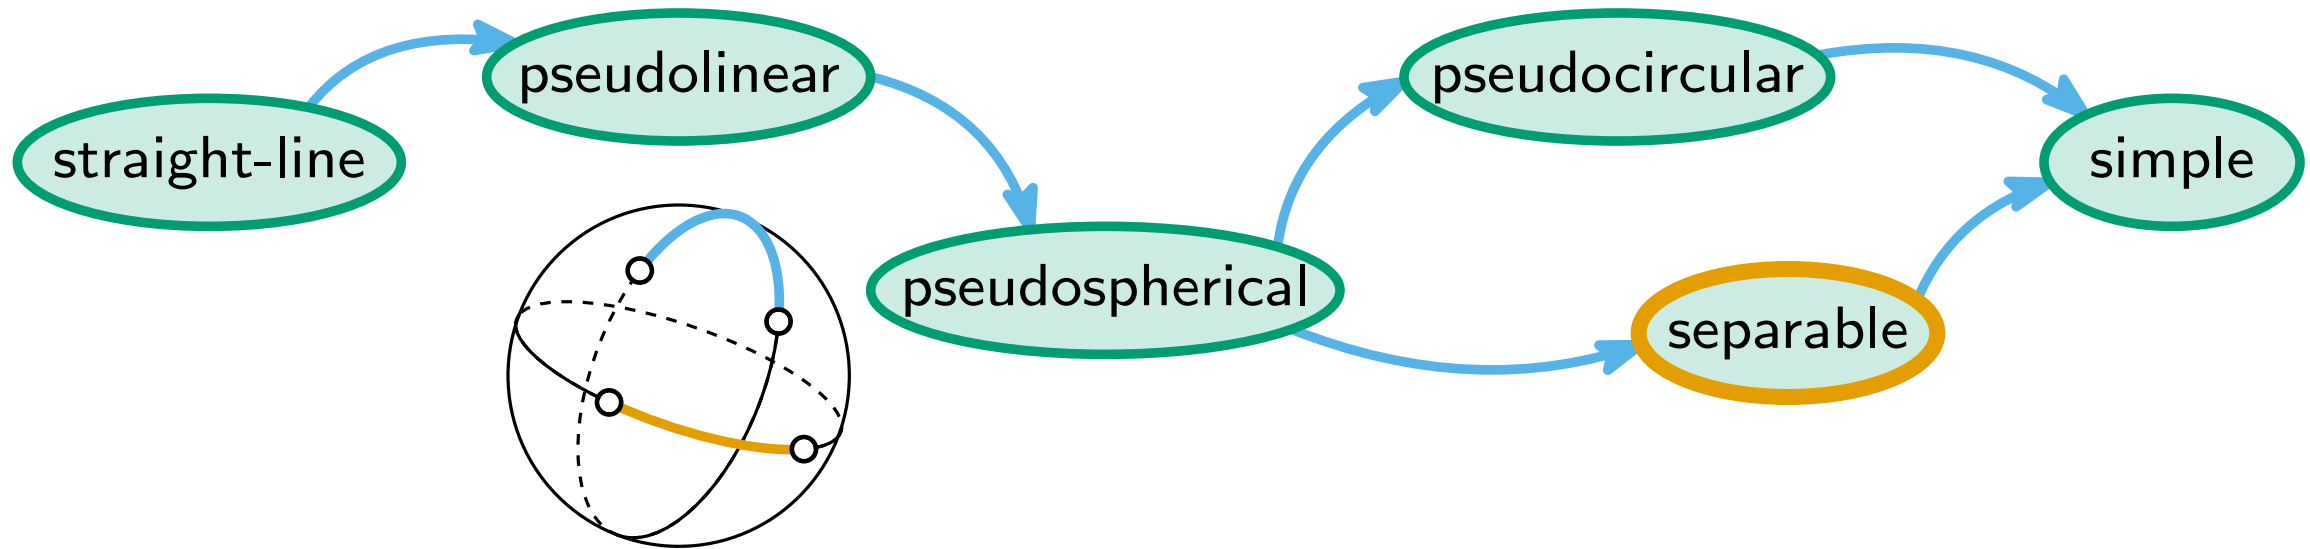 straight-line
pseudolinear
pseudospherical
pseudocircular
separable
simple